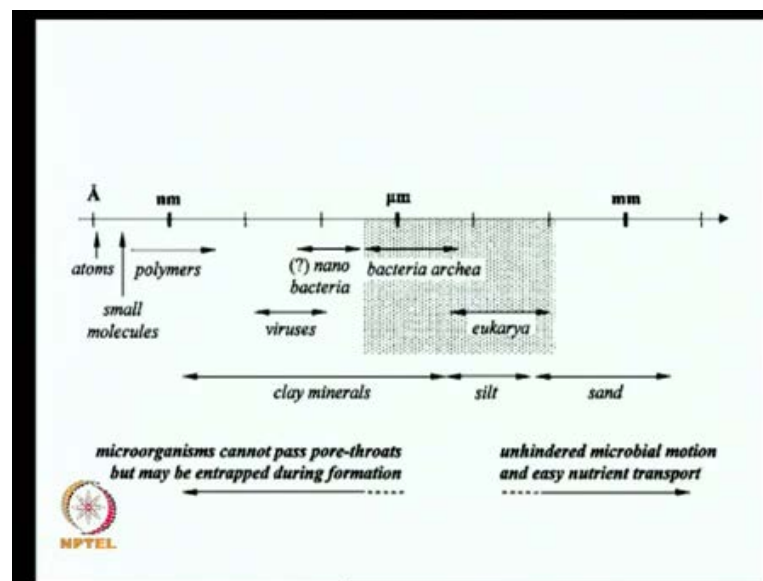 Å nm µm mm
atoms polymers (?) nano bacteria archea
bacteria
small
molecules
viruses eukarya
clay minerals silt sand
microorganisms cannot pass pore-throats
but may be entrapped during formation
unhindered microbial motion
and easy nutrient transport
NPTEL